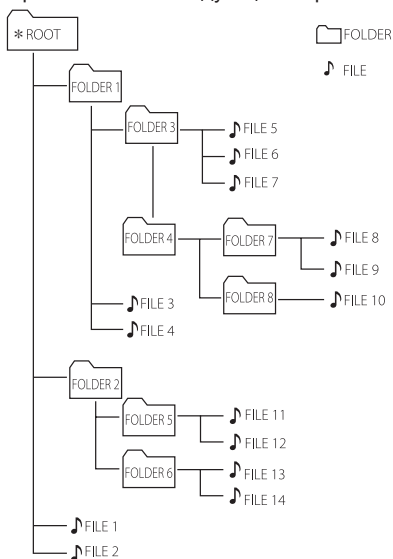 * ROOT
FOLDER
FILE
FOLDER 1
FOLDER 3
FILE 5
FILE 6
FILE 7
FOLDER 4
FOLDER 7
FILE 8
FILE 9
FOLDER 8
FILE 10
FILE 3
FILE 4
FOLDER 2
FOLDER 5
FILE 11
FILE 12
FOLDER 6
FILE 13
FILE 14
FILE 1
FILE 2